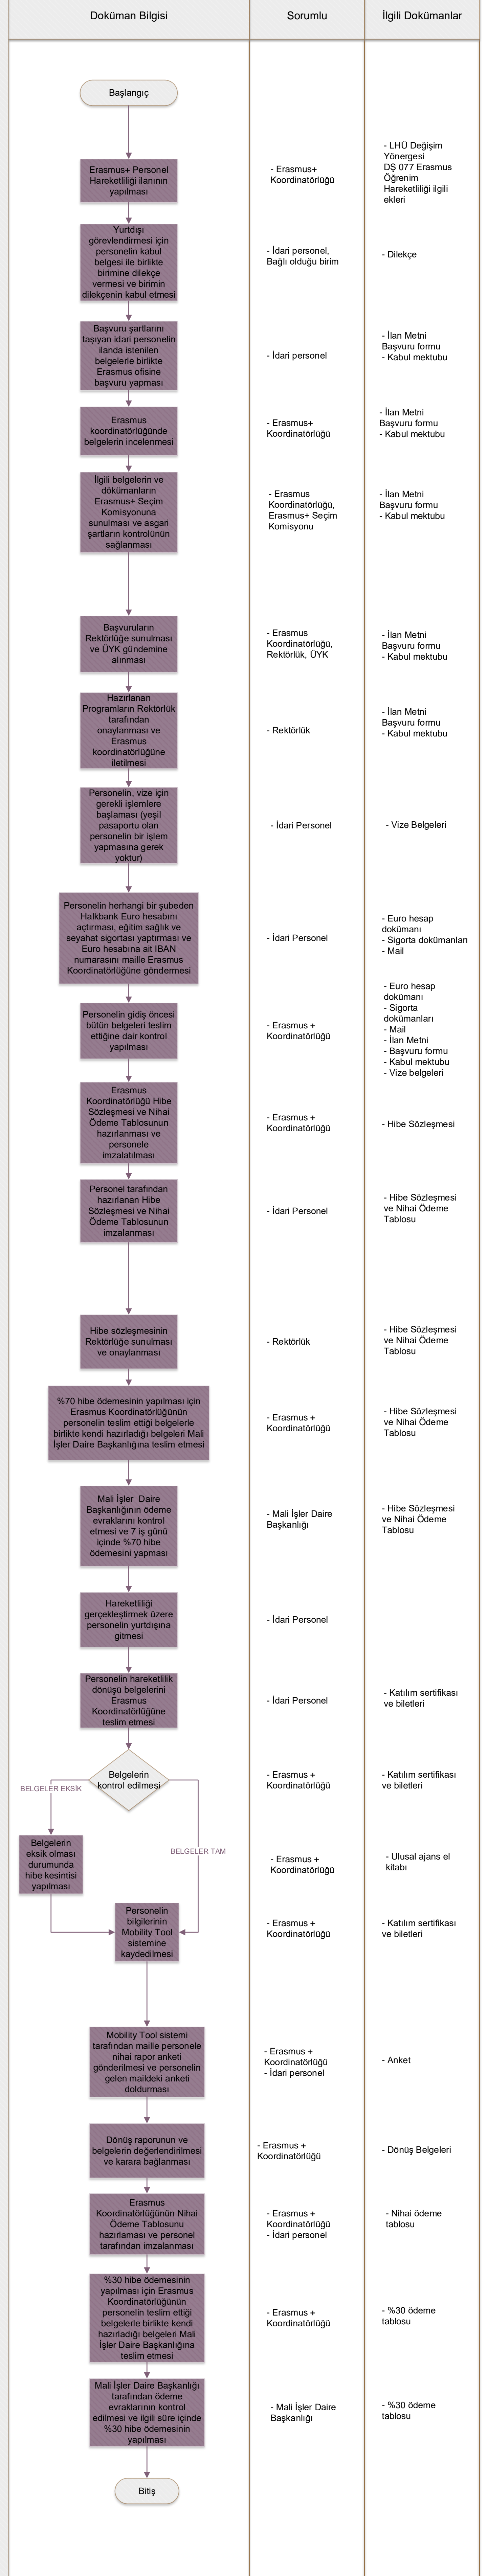 Doküman Bilgisi
Sorumlu
İlgili Dokümanlar
Başlangıç
Erasmus+ Personel
Hareketliliği ilanının
yapılması
- Erasmus+
Koordinatörlüğü
- LHÜ Değişim
Yönergesi
DŞ 077 Erasmus
Öğrenim
Hareketliliği ilgili
ekleri
Yurtdışı
görevlendirmesi için
personelin kabul
belgesi ile birlikte
birimine dilekçe
vermesi ve birimin
dilekçenin kabul etmesi
- İdari personel,
Bağlı olduğu birim
- Dilekçe
Başvuru şartlarını
taşıyan idari personelin
ilanda istenilen
belgelerle birlikte
Erasmus ofisine
başvuru yapması
- İdari personel
- İlan Metni
Başvuru formu
- Kabul mektubu
Erasmus
koordinatörlüğünde
belgelerin incelenmesi
- Erasmus+
Koordinatörlüğü
- İlan Metni
Başvuru formu
- Kabul mektubu
İlgili belgelerin ve
dökümanların
Erasmus+ Seçim
Komisyonuna
sunulması ve asgari
şartların kontrolünün
sağlanması
- Erasmus
Koordinatörlüğü,
Erasmus+ Seçim
Komisyonu
- İlan Metni
Başvuru formu
- Kabul mektubu
Başvuruların
Rektörlüğe sunulması
ve ÜYK gündemine
alınması
- Erasmus
Koordinatörlüğü,
Rektörlük, ÜYK
- İlan Metni
Başvuru formu
- Kabul mektubu
Hazırlanan
Programların Rektörlük
tarafından
onaylanması ve
Erasmus
koordinatörlüğüne
iletilmesi
- Rektörlük
- İlan Metni
Başvuru formu
- Kabul mektubu
Personelin, vize için
gerekli işlemlere
başlaması (yeşil
pasaportu olan
personelin bir işlem
yapmasına gerek
yoktur)
- İdari Personel
- Vize Belgeleri
Personelin herhangi bir şubeden
Halkbank Euro hesabını
açtırması, eğitim sağlık ve
seyahat sigortası yaptırması ve
Euro hesabına ait IBAN
numarasını maille Erasmus
Koordinatörlüğüne göndermesi
- İdari Personel
- Euro hesap
dokümanı
- Sigorta dokümanları
- Mail
Personelin gidiş öncesi
bütün belgeleri teslim
ettiğine dair kontrol
yapılması
- Erasmus +
Koordinatörlüğü
- Euro hesap
dokümanı
- Sigorta
dokümanları
- Mail
- İlan Metni
- Başvuru formu
- Kabul mektubu
- Vize belgeleri
Erasmus
Koordinatörlüğü Hibe
Sözleşmesi ve Nihai
Ödeme Tablosunun
hazırlanması ve
personele
imzalatılması
- Erasmus +
Koordinatörlüğü
- Hibe Sözleşmesi
Personel tarafından
hazırlanan Hibe
Sözleşmesi ve Nihai
Ödeme Tablosunun
imzalanması
- İdari Personel
- Hibe Sözleşmesi
ve Nihai Ödeme
Tablosu
Hibe sözleşmesinin
Rektörlüğe sunulması
ve onaylanması
- Rektörlük
- Hibe Sözleşmesi
ve Nihai Ödeme
Tablosu
%70 hibe ödemesinin yapılması için
Erasmus Koordinatörlüğünün
personelin teslim ettiği belgelerle
birlikte kendi hazırladığı belgeleri Mali
İşler Daire Başkanlığına teslim etmesi
- Erasmus +
Koordinatörlüğü
- Hibe Sözleşmesi
ve Nihai Ödeme
Tablosu
Mali İşler Daire
Başkanlığının ödeme
evraklarını kontrol
etmesi ve 7 iş günü
içinde %70 hibe
ödemesini yapması
- Mali İşler Daire
Başkanlığı
- Hibe Sözleşmesi
ve Nihai Ödeme
Tablosu
Hareketliliği
gerçekleştirmek üzere
personelin yurtdışına
gitmesi
- İdari Personel
Personelin hareketlilik
dönüşü belgelerini
Erasmus
Koordinatörlüğüne
teslim etmesi
- İdari Personel
- Katılım sertifikası
ve biletleri
Belgelerin
kontrol edilmesi
- Erasmus +
Koordinatörlüğü
- Katılım sertifikası
ve biletleri
BELGELER EKSİK
BELGELER TAM
Belgelerin
eksik olması
durumunda
hibe kesintisi
yapılması
- Erasmus +
Koordinatörlüğü
- Ulusal ajans el
kitabı
Personelin
bilgilerinin
Mobility Tool
sistemine
kaydedilmesi
- Erasmus +
Koordinatörlüğü
- Katılım sertifikası
ve biletleri
Mobility Tool sistemi
tarafından maille personele
nihai rapor anketi
gönderilmesi ve personelin
gelen maildeki anketi
doldurması
- Erasmus +
Koordinatörlüğü
- İdari personel
- Anket
Dönüş raporunun ve
belgelerin değerlendirilmesi
ve karara bağlanması
- Erasmus +
Koordinatörlüğü
- Dönüş Belgeleri
Erasmus
Koordinatörlüğünün Nihai
Ödeme Tablosunu
hazırlaması ve personel
tarafından imzalanması
- Erasmus +
Koordinatörlüğü
- İdari personel
- Nihai ödeme
tablosu
%30 hibe ödemesinin
yapılması için Erasmus
Koordinatörlüğünün
personelin teslim ettiği
belgelerle birlikte kendi
hazırladığı belgeleri Mali
İşler Daire Başkanlığına
teslim etmesi
- Erasmus +
Koordinatörlüğü
- %30 ödeme
tablosu
Mali İşler Daire Başkanlığı
tarafından ödeme
evraklarının kontrol
edilmesi ve ilgili süre içinde
%30 hibe ödemesinin
yapılması
- Mali İşler Daire
Başkanlığı
- %30 ödeme
tablosu
Bitiş